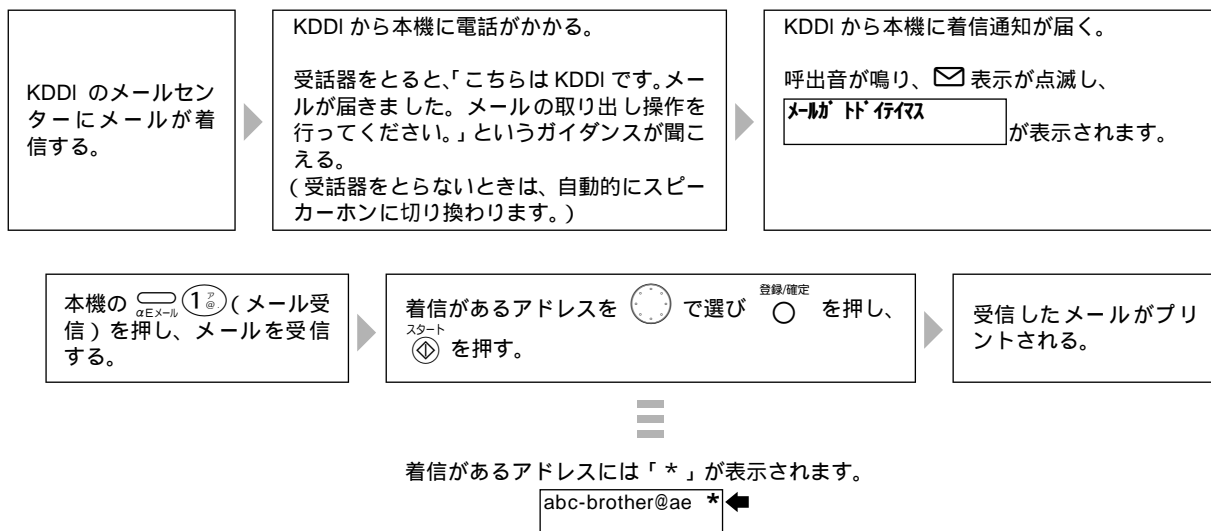 KDDI のメールセン
ターにメールが着
信する。
KDDI から本機に電話がかかる。
受話器をとると、「こちらは KDDI です。メー
ルが届きました。メールの取り出し操作を
行ってください。」というガイダンスが聞こ
える。
(受話器をとらないときは、自動的にスピー
カーホンに切り換わります。)
KDDI から本機に着信通知が届く。
呼出音が鳴り、 表示が点滅し、
メールガ トドイテイマス
が表示されます。
本機の αEメール 1 ア @ (メール受
信)を押し、メールを受信
する。
着信があるアドレスを で選び 登録/確定 を押し、
スタート を押す。
受信したメールがプリ
ントされる。
着信があるアドレスには「*」が表示されます。
abc-brother@ae *